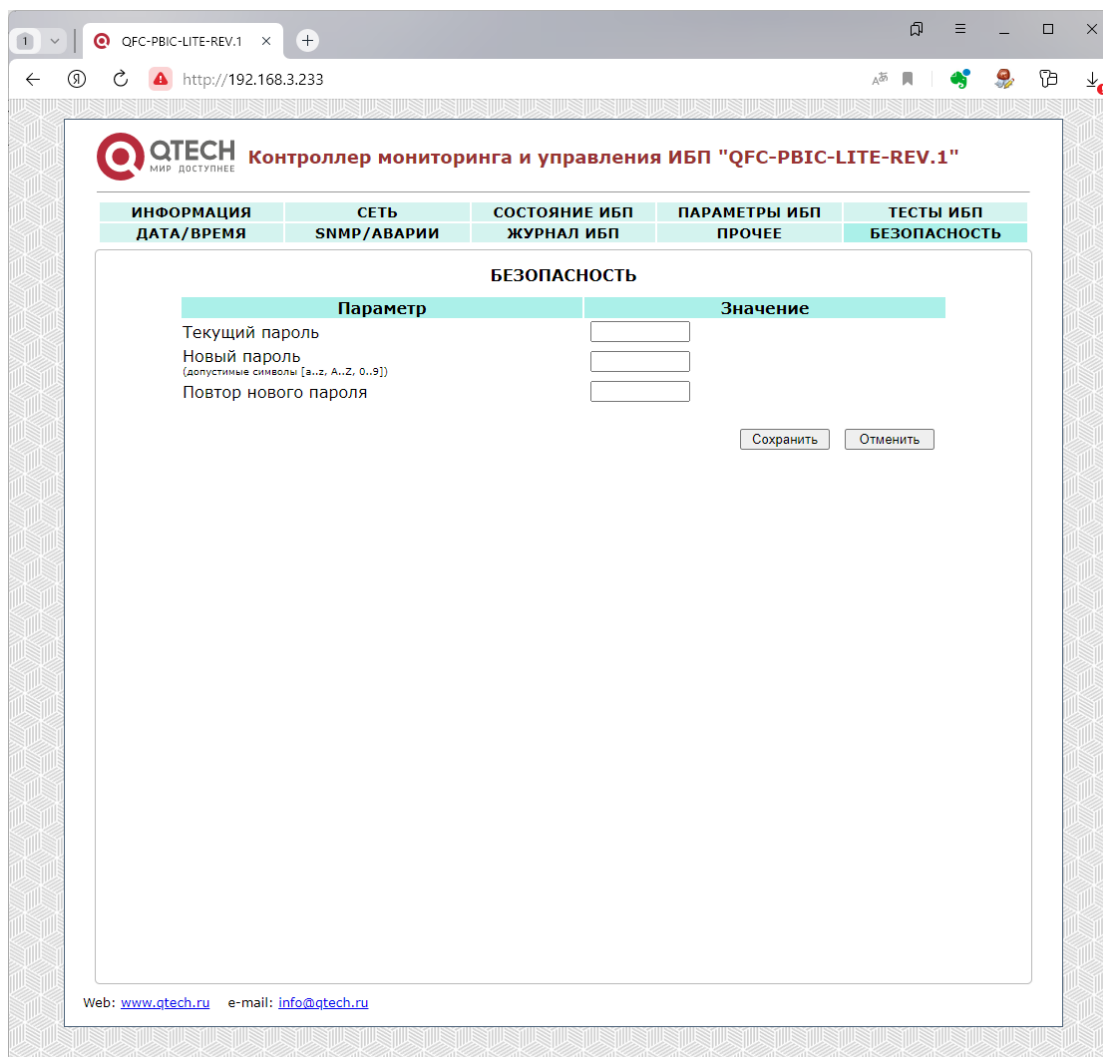 1
QFC-PBIC-LITE-REV.1
http://192.168.3.233
QTECH
МИР ДОСТУПНЕЕ
Контроллер мониторинга и управления ИБП "QFC-PBIC-LITE-REV.1"
ИНФОРМАЦИЯ СЕТЬ СОСТОЯНИЕ ИБП ПАРАМЕТРЫ ИБП ТЕСТЫ ИБП
ДАТА/ВРЕМЯ SNMP/АВАРИИ ЖУРНАЛ ИБП ПРОЧЕЕ БЕЗОПАСНОСТЬ
БЕЗОПАСНОСТЬ
Параметр Значение
Текущий пароль
Новый пароль
(допустимые символы [a..z, A..Z, 0..9])
Повтор нового пароля
Сохранить Отменить
Web: www.qtech.ru e-mail: info@qtech.ru